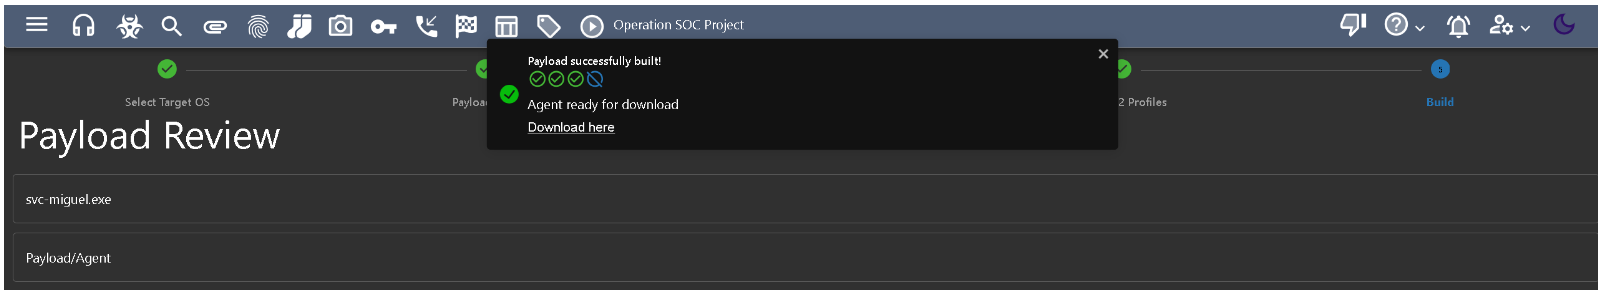 Operation SOC Project
Payload successfully built!
Agent ready for download
Download here
Select Target OS
Payloa
2 Profiles
5
Build
Payload Review
svc-miguel.exe
Payload/Agent